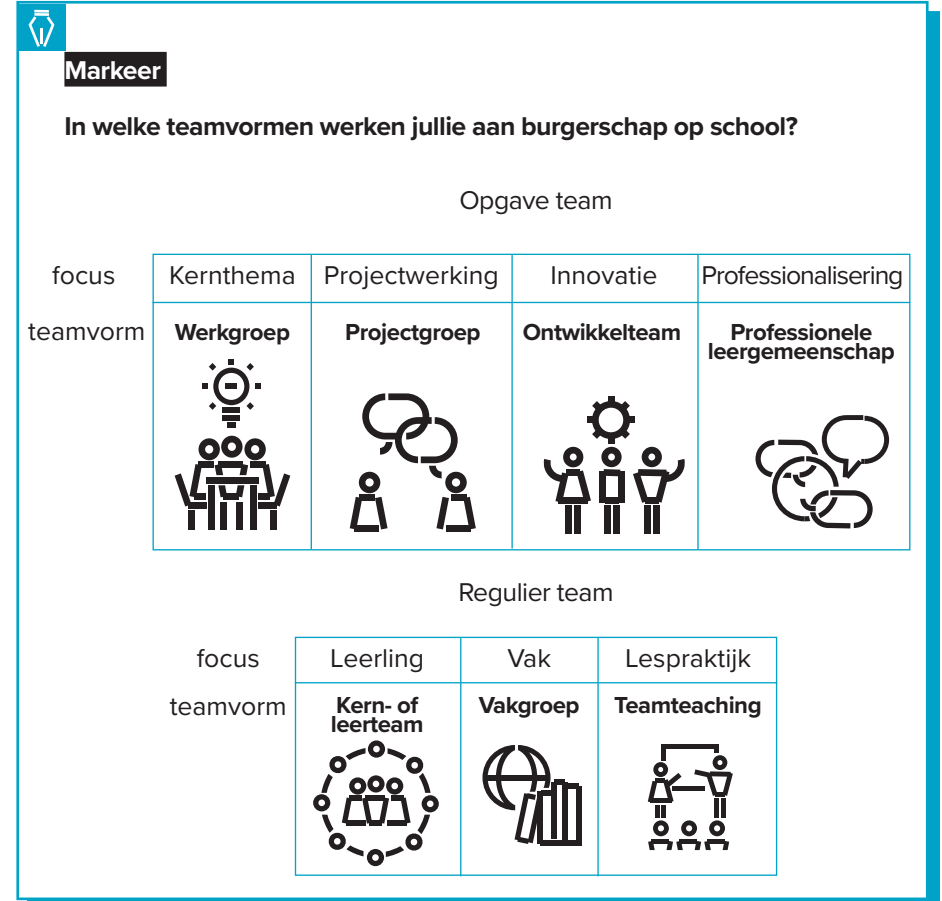 Markeer
In welke teamvormen werken jullie aan burgerschap op school?
Opgave team
focus Kernthema Projectwerking Innovatie Professionalisering
teamvorm Werkgroep Projectgroep Ontwikkelteam Professionele
leergemeenschap
Regulier team
focus Leerling Vak Lespraktijk
teamvorm Kern- of Vakgroep Teamteaching
leerteam